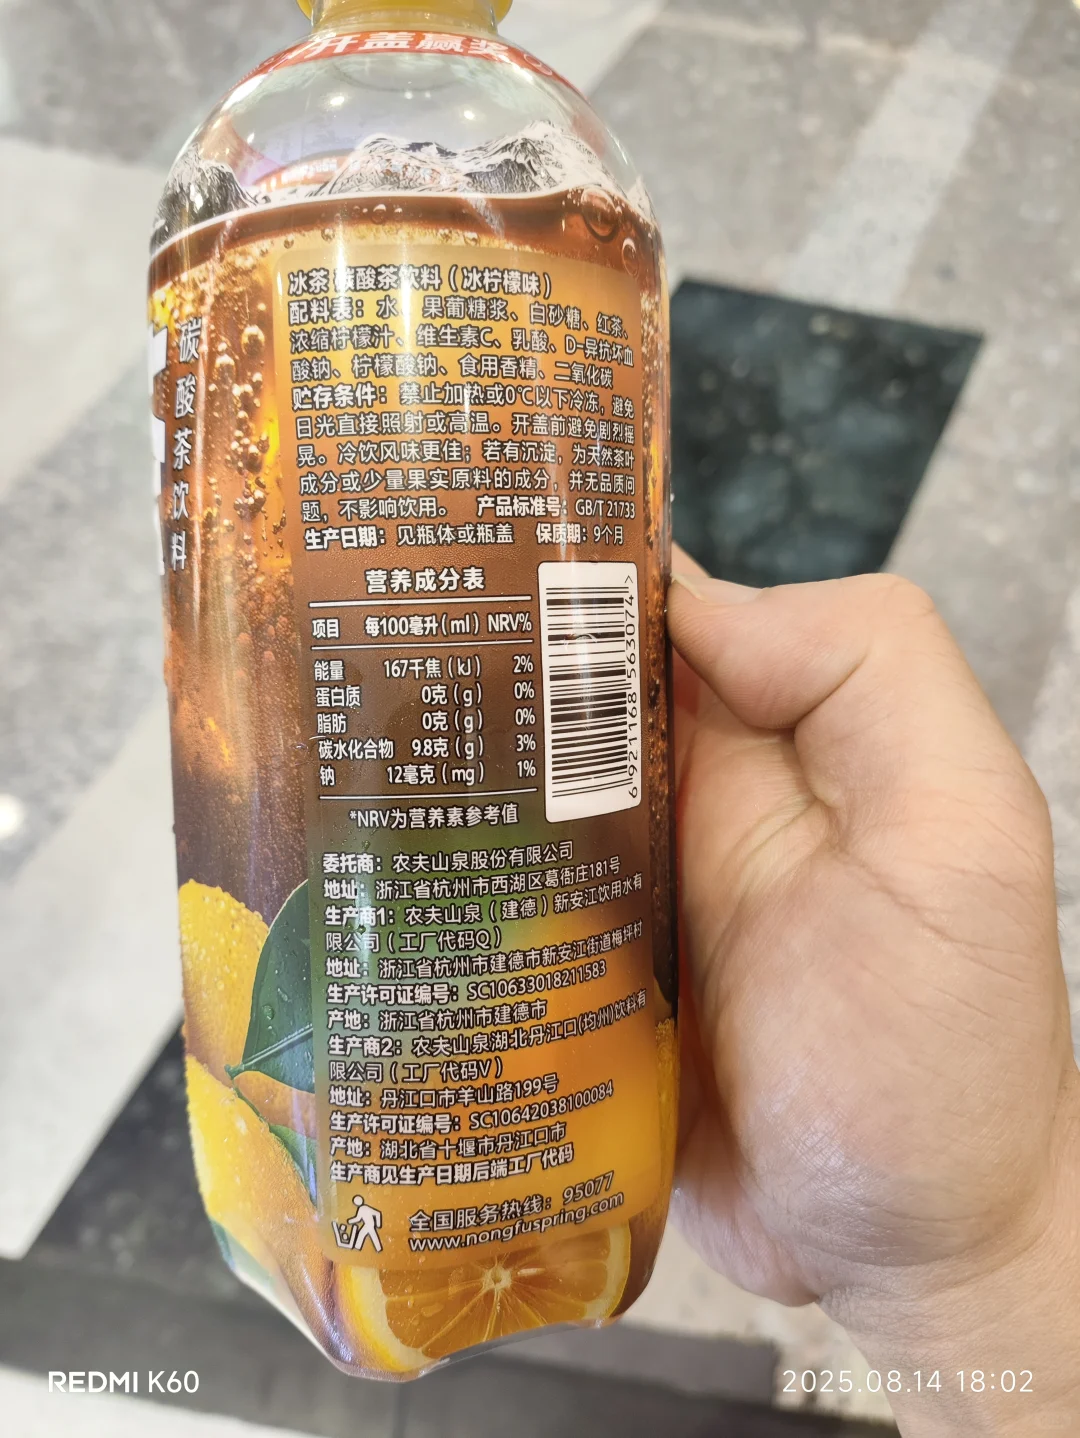 开盖赢奖
碳酸茶饮料
冰茶 碳酸茶饮料（冰柠檬味）
配料表：水、果葡糖浆、白砂糖、红茶、
浓缩柠檬汁、维生素C、乳酸、D-异抗坏血
酸钠、柠檬酸钠、食用香精、二氧化碳
贮存条件：禁止加热或0℃以下冷冻，避免
日光直接照射或高温。开盖前避免剧烈摇
晃。冷饮风味更佳；若有沉淀，为天然茶叶
成分或少量果实原料的成分，并无品质问
题，不影响饮用。 产品标准号：GB/T 21733
生产日期：见瓶体或瓶盖 保质期：9个月
营养成分表
项目 每100毫升(ml) NRV%
能量 167千焦(kJ) 2%
蛋白质 0克(g) 0%
脂肪 0克(g) 0%
碳水化合物 9.8克(g) 3%
钠 12毫克(mg) 1%
*NRV为营养素参考值
6 921168 563074 >
委托商：农夫山泉股份有限公司
地址：浙江省杭州市西湖区葛衙庄181号
生产商1：农夫山泉（建德）新安江饮用水有
限公司（工厂代码Q）
地址：浙江省杭州市建德市新安江街道梅坪村
生产许可证编号：SC10633018211583
产地：浙江省杭州市建德市
生产商2：农夫山泉湖北丹江口(均州)饮料有
限公司（工厂代码V）
地址：丹江口市羊山路199号
生产许可证编号：SC10642038100084
产地：湖北省十堰市丹江口市
生产商见生产日期后端工厂代码
全国服务热线：95077
www.nongfuspring.com
REDMI K60
2025.08.14 18:02